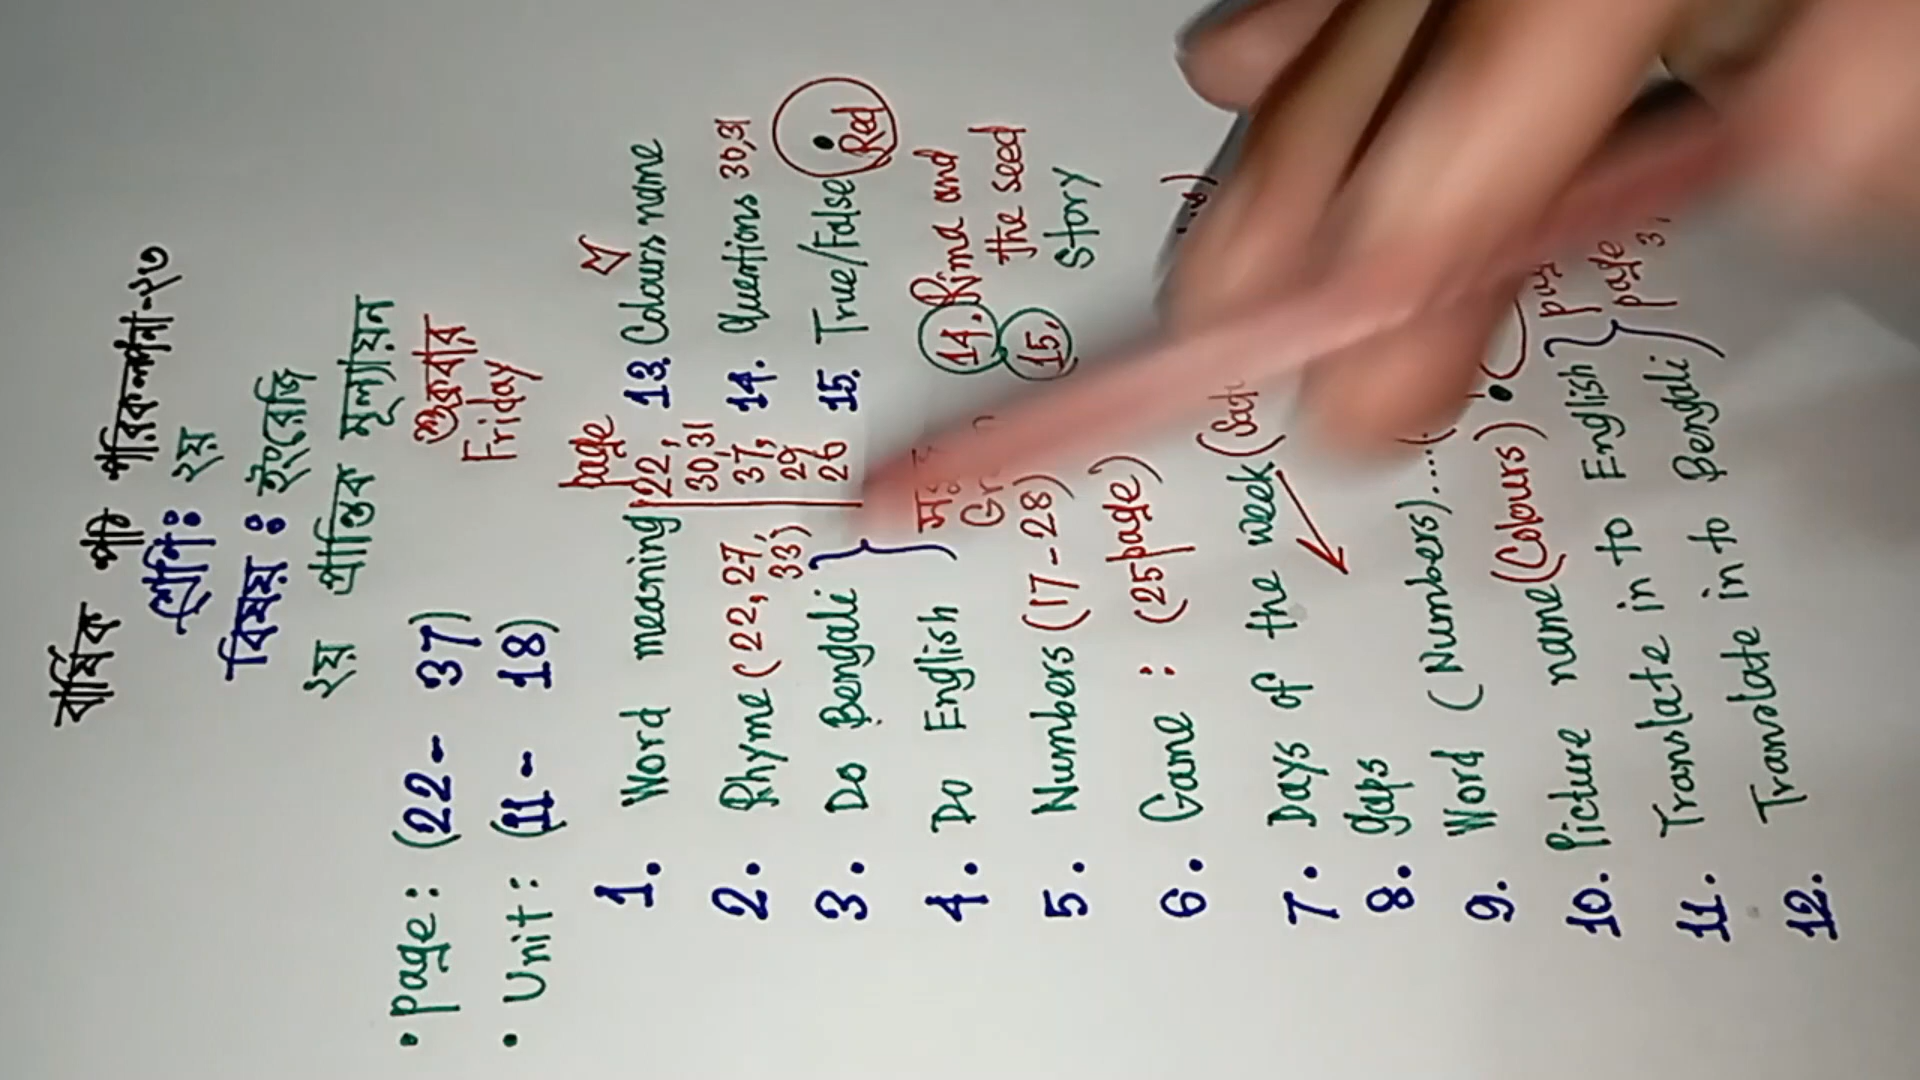 বার্ষিক পাঠ পরিকল্পনা-২৩
শ্রেণি: ২য়
বিষয়: ইংরেজি
২য় প্রান্তিক মূল্যায়ন
• Page: (22- 37) শুক্রবার
• Unit: (11- 18) Friday
page
1. Word meaning 22, 13. Colours name
30,31
2. Rhyme (22,27, 37, 14. Questions 30,31
33) 29
3. Do Bengali 26 15. True/False • Red
4. Do English 14. Rima and
the seed
5. Numbers (17-28) 15. Story
6. Game : (25page)
7. Days of the week
8. gaps
9. Word (Numbers)....(
10. Picture name (Colours)
11. Translate in to English } page
12. Translate in to Bengali } page